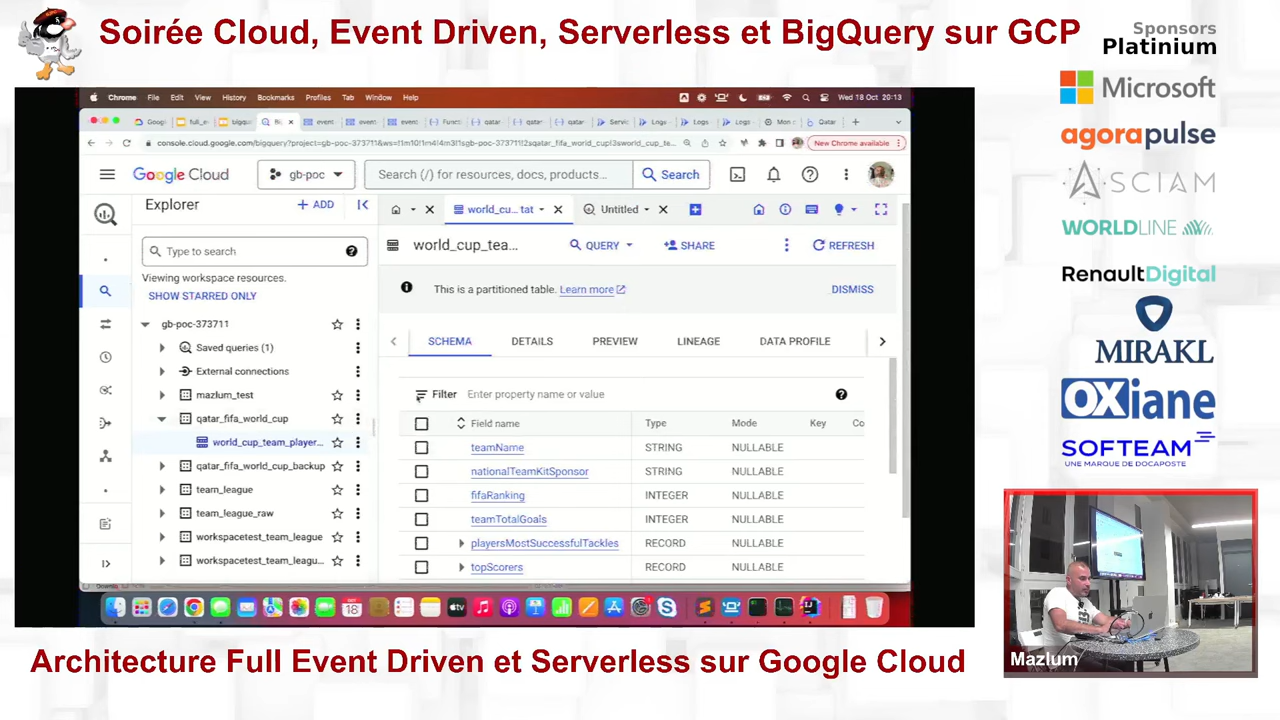 Soirée Cloud, Event Driven, Serverless et BigQuery sur GCP
Sponsors
Platinium
Microsoft
agorapulse
ASCIAM
WORLDLINE
RenaultDigital
MIRAKL
OXiane
SOFTEAM
UNE MARQUE DE DOCAPOSTE
Chrome File Edit View History Bookmarks Profiles Tab Window Help
Wed 18 Oct 20:13
New Chrome available
Google Cloud
gb-poc
Search (/) for resources, docs, products...
Search
Explorer
+ ADD
world_cu... tat
Untitled
Type to search
world_cup_tea...
QUERY
SHARE
REFRESH
Viewing workspace resources.
SHOW STARRED ONLY
This is a partitioned table. Learn more
DISMISS
gb-poc-373711
Saved queries (1)
External connections
mazlum_test
qatar_fifa_world_cup
world_cup_team_player...
qatar_fifa_world_cup_backup
team_league
team_league_raw
workspacetest_team_league
workspacetest_team_leagu...
SCHEMA DETAILS PREVIEW LINEAGE DATA PROFILE
Filter Enter property name or value
Field name Type Mode Key Co
teamName STRING NULLABLE
nationalTeamKitSponsor STRING NULLABLE
fifaRanking INTEGER NULLABLE
teamTotalGoals INTEGER NULLABLE
playersMostSuccessfulTackles RECORD NULLABLE
topScorers RECORD NULLABLE
Mazlum
Architecture Full Event Driven et Serverless sur Google Cloud